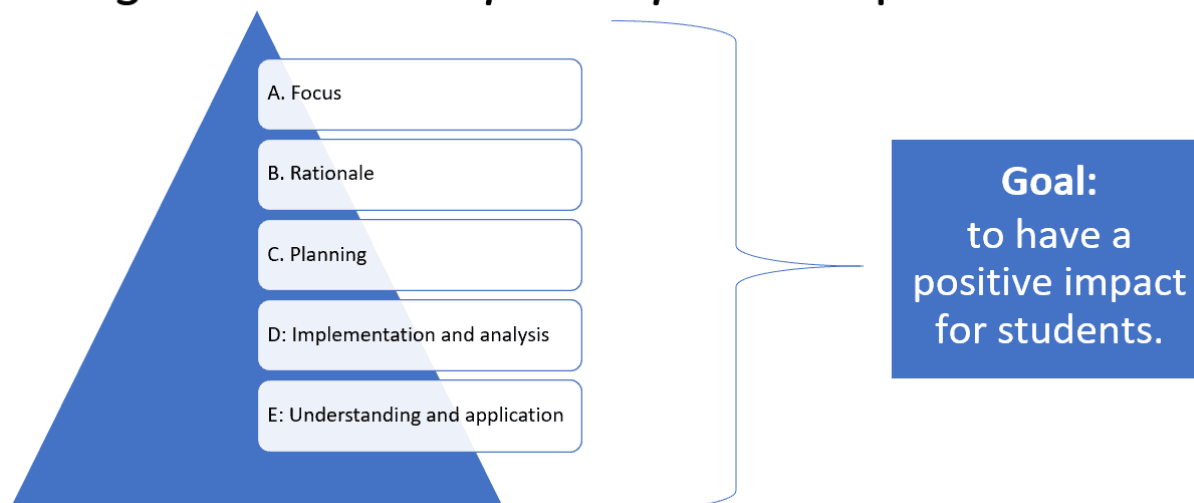 A. Focus
B. Rationale
C. Planning
D: Implementation and analysis
E: Understanding and application
Goal:
to have a
positive impact
for students.